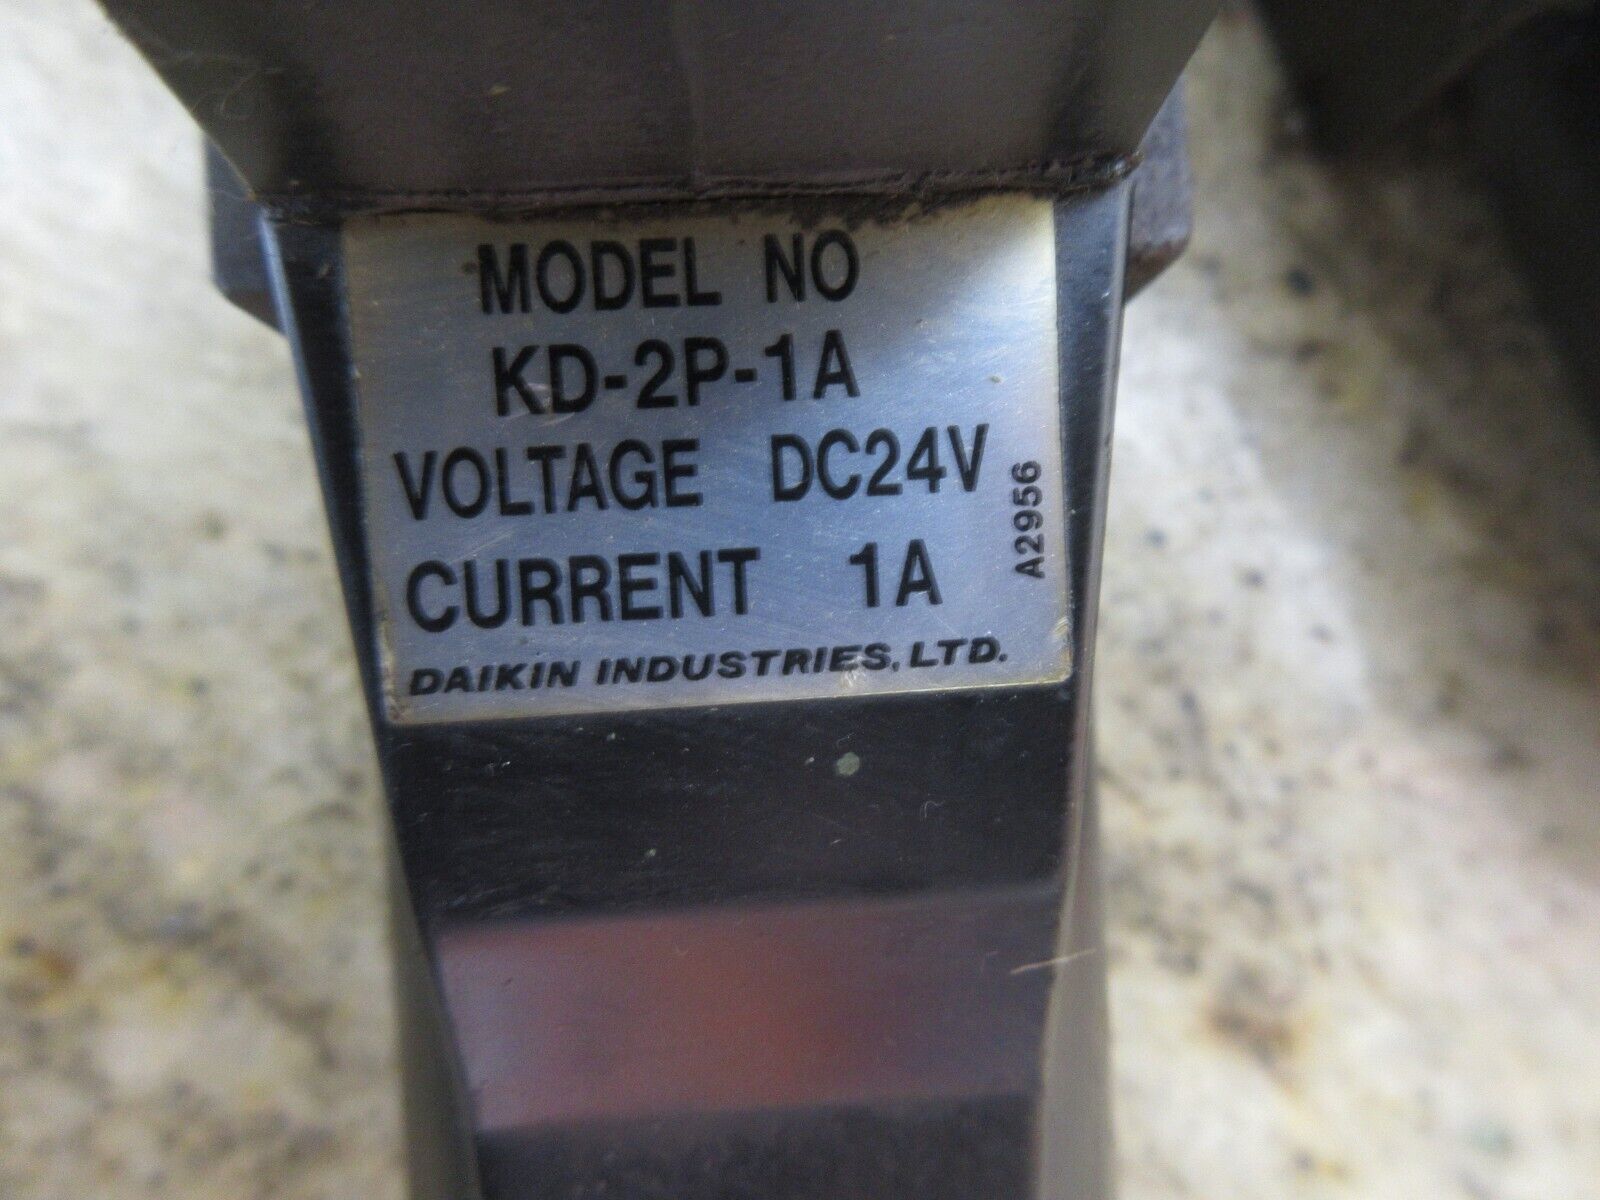 MODEL NO
KD-2P-1A
VOLTAGE DC24V
CURRENT 1A
A2956
DAIKIN INDUSTRIES, LTD.